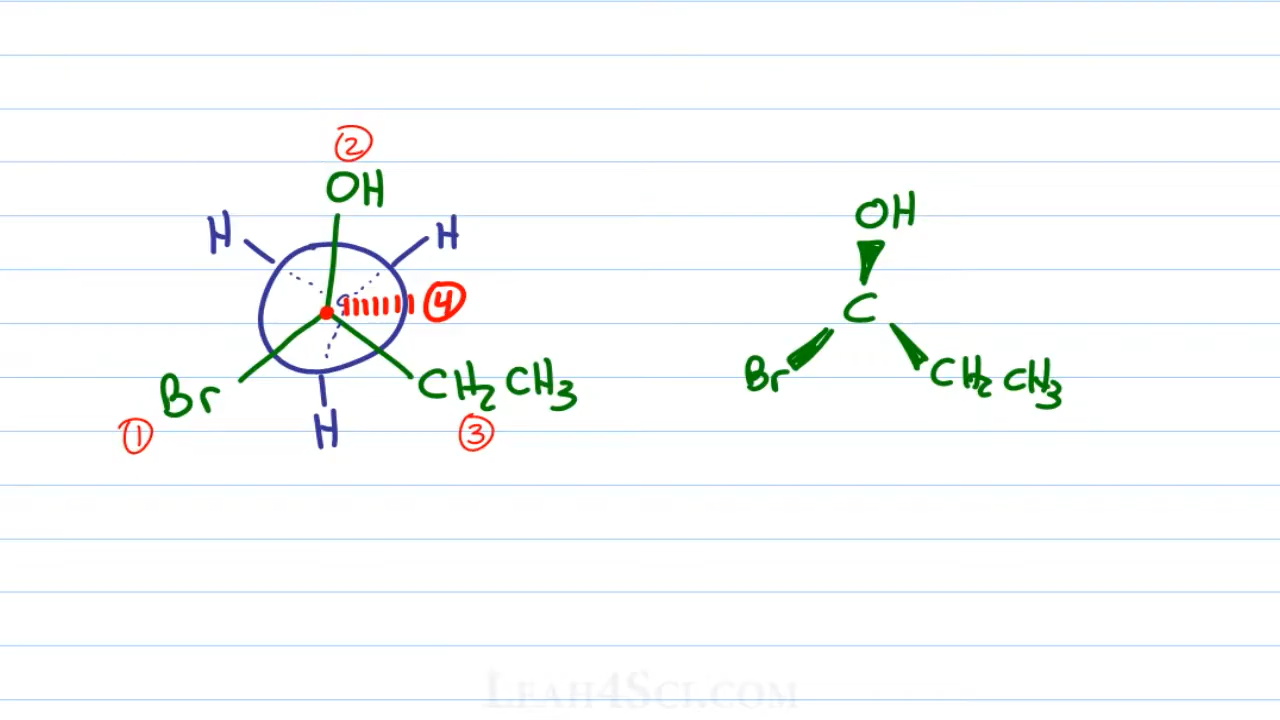 ②
OH
H H
④
Br CH2CH3
① H ③
OH
C
Br CH2CH3
LEAH4SCI.COM